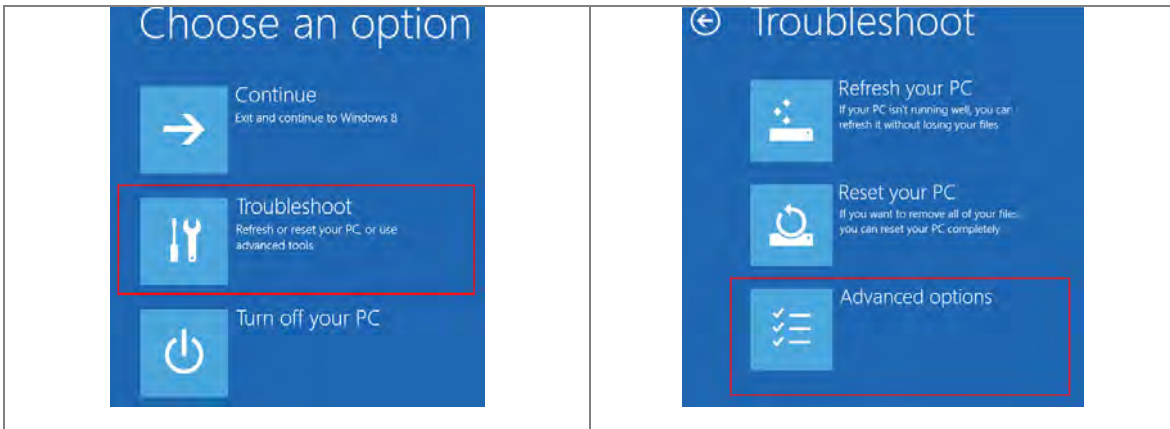 Choose an option
Continue
Exit and continue to Windows 8
Troubleshoot
Refresh or reset your PC, or use
advanced tools
Turn off your PC
Troubleshoot
Refresh your PC
If your PC isn't running well, you can
refresh it without losing your files
Reset your PC
If you want to remove all of your files,
you can reset your PC completely
Advanced options